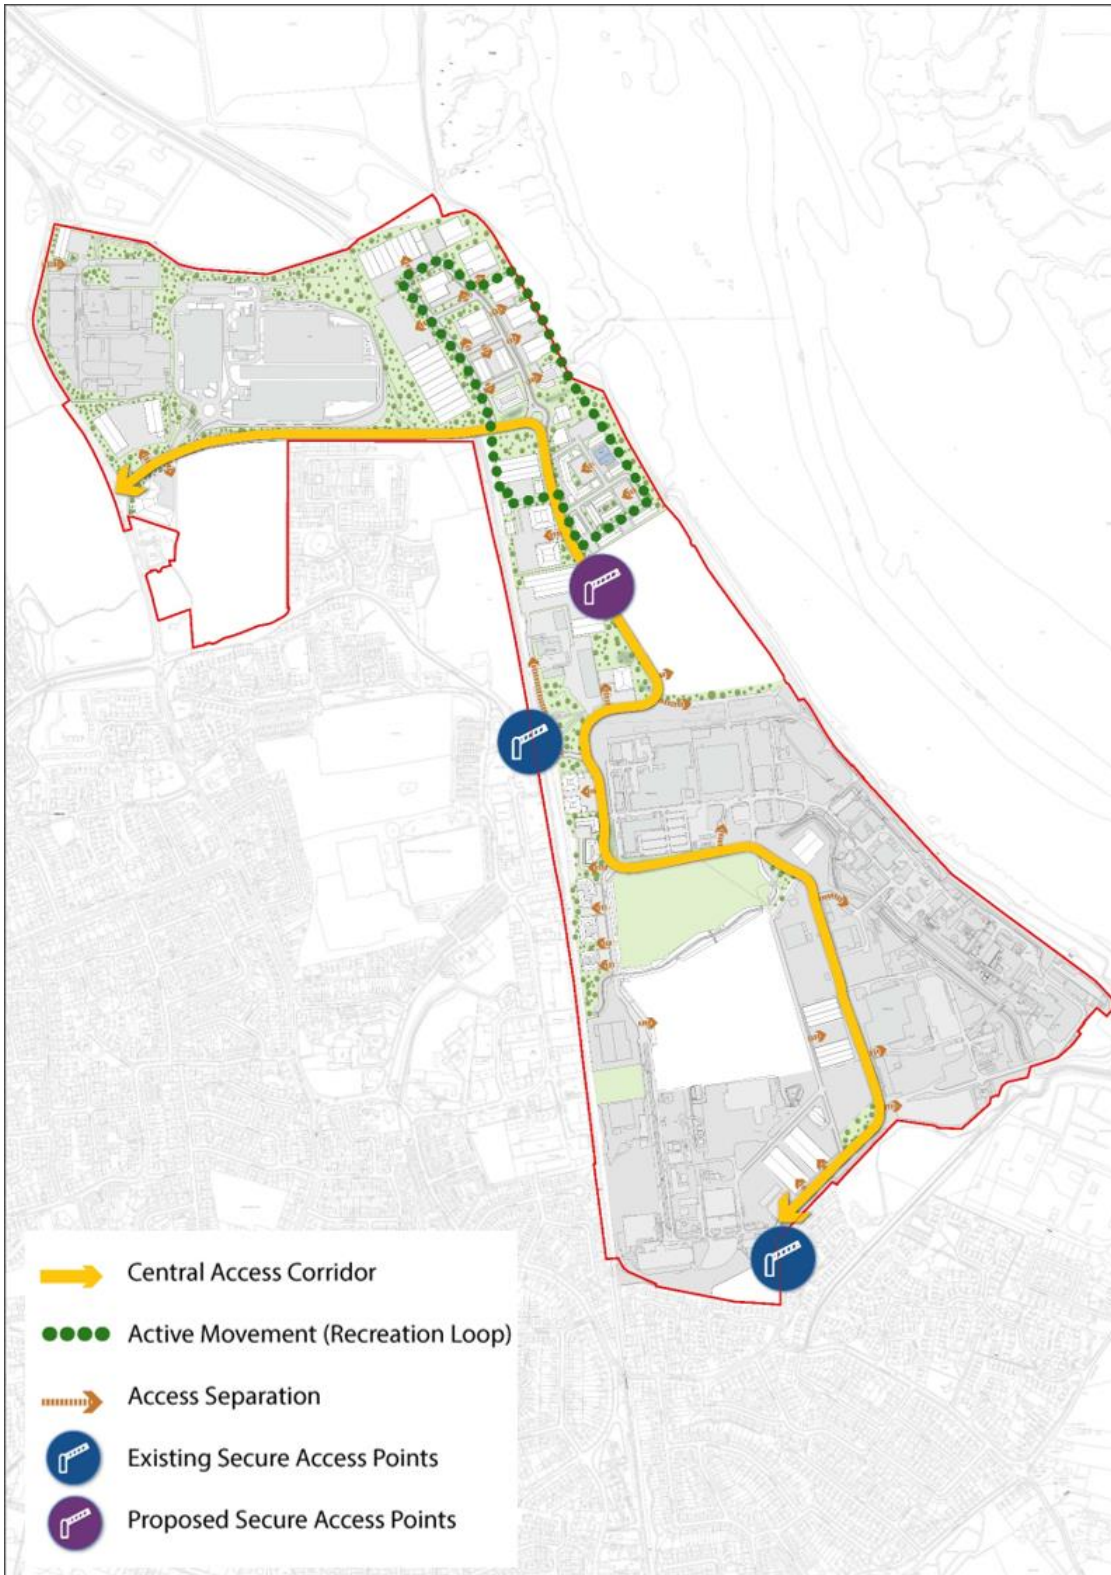 Central Access Corridor
Active Movement (Recreation Loop)
Access Separation
Existing Secure Access Points
Proposed Secure Access Points